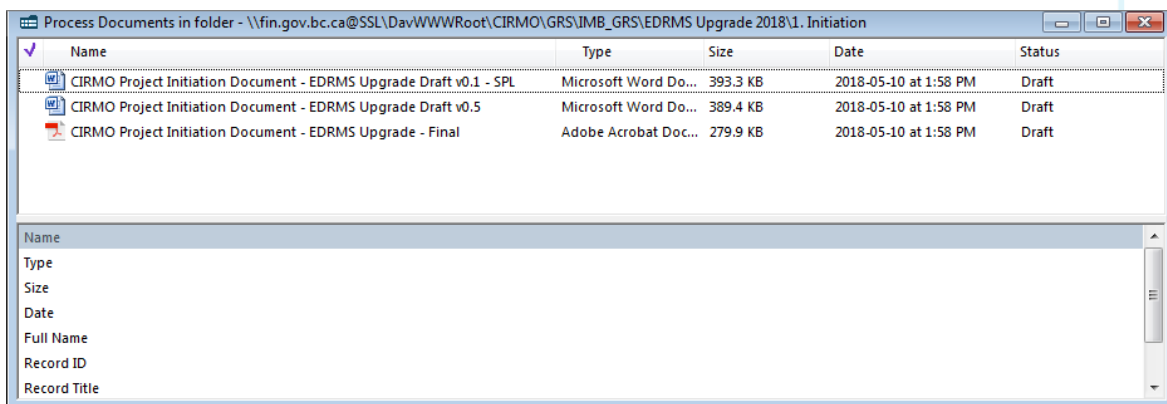 Process Documents in folder - \\fin.gov.bc.ca@SSL\DavWWWRoot\CIRMO\GRS\IMB_GRS\EDRMS Upgrade 2018\1. Initiation
Name Type Size Date Status
CIRMO Project Initiation Document - EDRMS Upgrade Draft v0.1 - SPL Microsoft Word Do... 393.3 KB 2018-05-10 at 1:58 PM Draft
CIRMO Project Initiation Document - EDRMS Upgrade Draft v0.5 Microsoft Word Do... 389.4 KB 2018-05-10 at 1:58 PM Draft
CIRMO Project Initiation Document - EDRMS Upgrade - Final Adobe Acrobat Doc... 279.9 KB 2018-05-10 at 1:58 PM Draft
Name
Type
Size
Date
Full Name
Record ID
Record Title